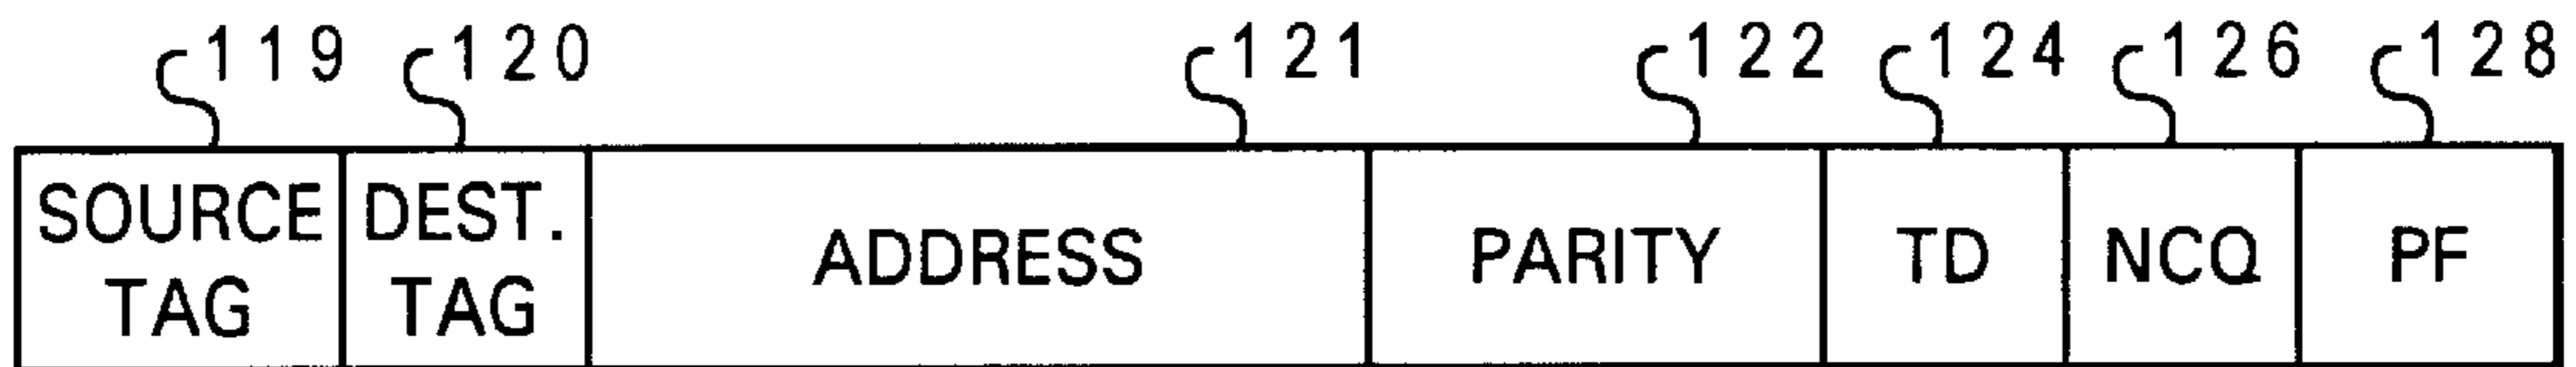 119 120 121 122 124 126 128
SOURCE TAG
DEST. TAG
ADDRESS
PARITY
TD
NCQ
PF